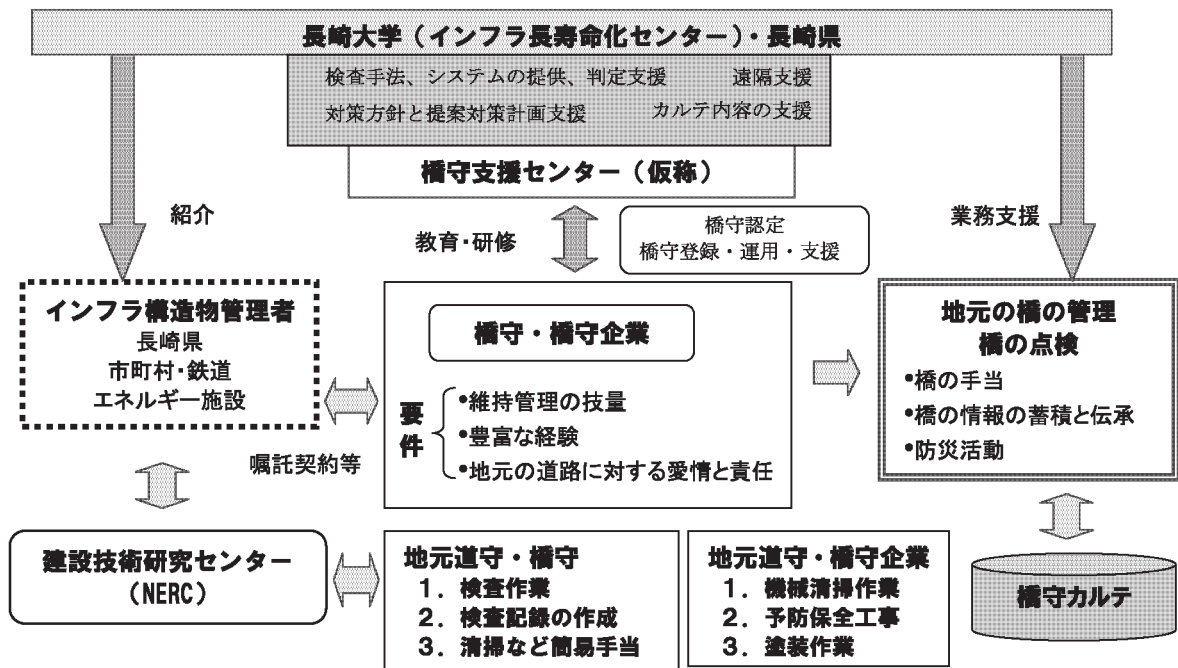 長崎大学(インフラ長寿命化センター)・長崎県
検査手法、システムの提供、判定支援　遠隔支援
対策方針と提案対策計画支援　カルテ内容の支援
橋守支援センター(仮称)
紹介
教育・研修
橋守認定
橋守登録・運用・支援
業務支援
インフラ構造物管理者
長崎県
市町村・鉄道
エネルギー施設
橋守・橋守企業
要件
•維持管理の技量
•豊富な経験
•地元の道路に対する愛情と責任
地元の橋の管理
橋の点検
•橋の手当
•橋の情報の蓄積と伝承
•防災活動
嘱託契約等
建設技術研究センター
(NERC)
地元道守・橋守
1. 検査作業
2. 検査記録の作成
3. 清掃など簡易手当
地元道守・橋守企業
1. 機械清掃作業
2. 予防保全工事
3. 塗装作業
橋守カルテ